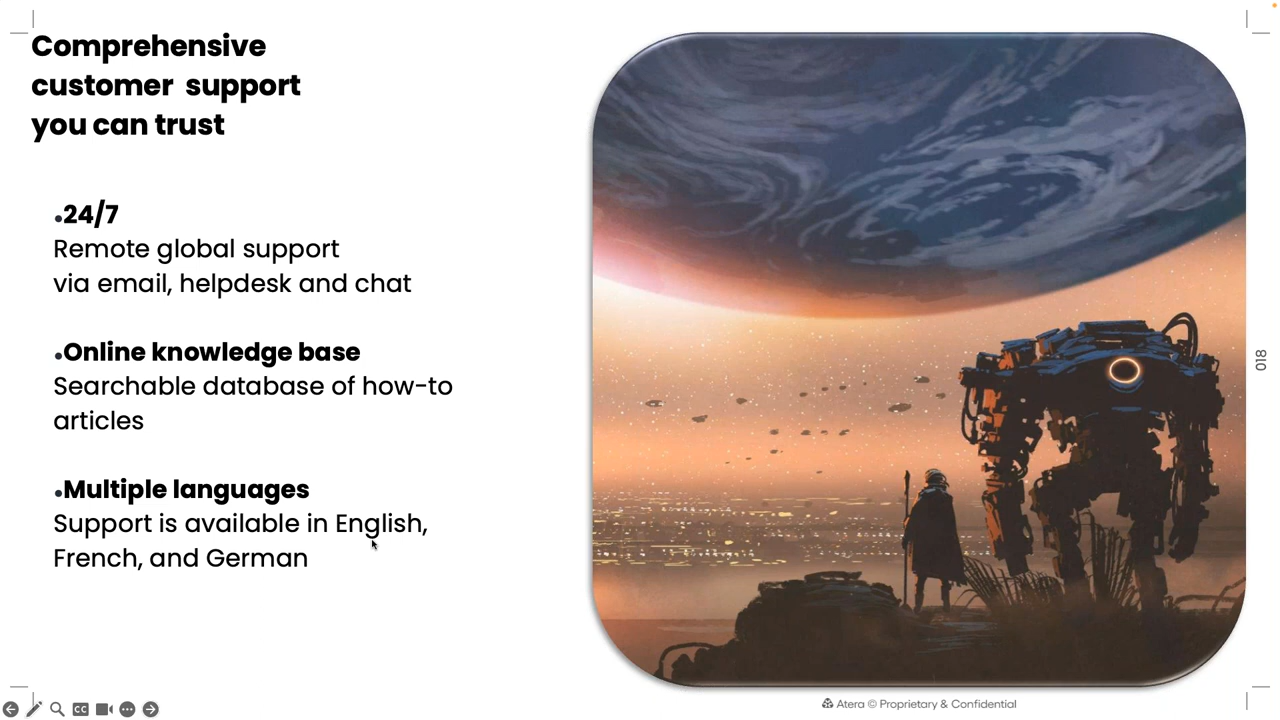 Comprehensive
customer support
you can trust
•24/7
Remote global support
via email, helpdesk and chat
•Online knowledge base
Searchable database of how-to
articles
•Multiple languages
Support is available in English,
French, and German
018
Atera © Proprietary & Confidential
CC